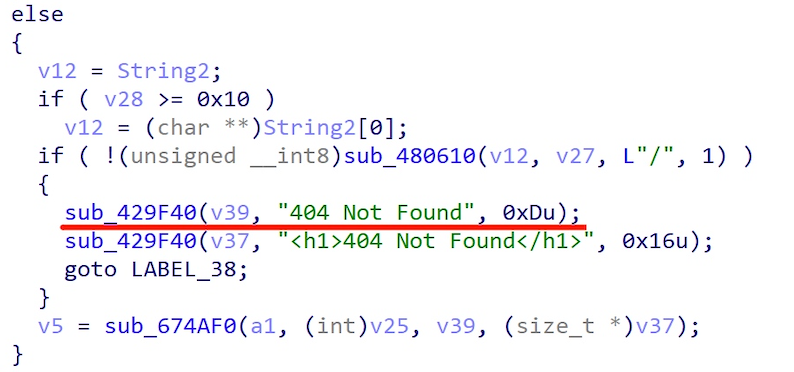 else
{
v12 = String2;
if ( v28 >= 0x10 )
v12 = (char **)String2[0];
if ( !(unsigned __int8)sub_480610(v12, v27, L"/", 1) )
{
sub_429F40(v39, "404 Not Found", 0xDu);
sub_429F40(v37, "<h1>404 Not Found</h1>", 0x16u);
goto LABEL_38;
}
v5 = sub_674AF0(a1, (int)v25, v39, (size_t *)v37);
}